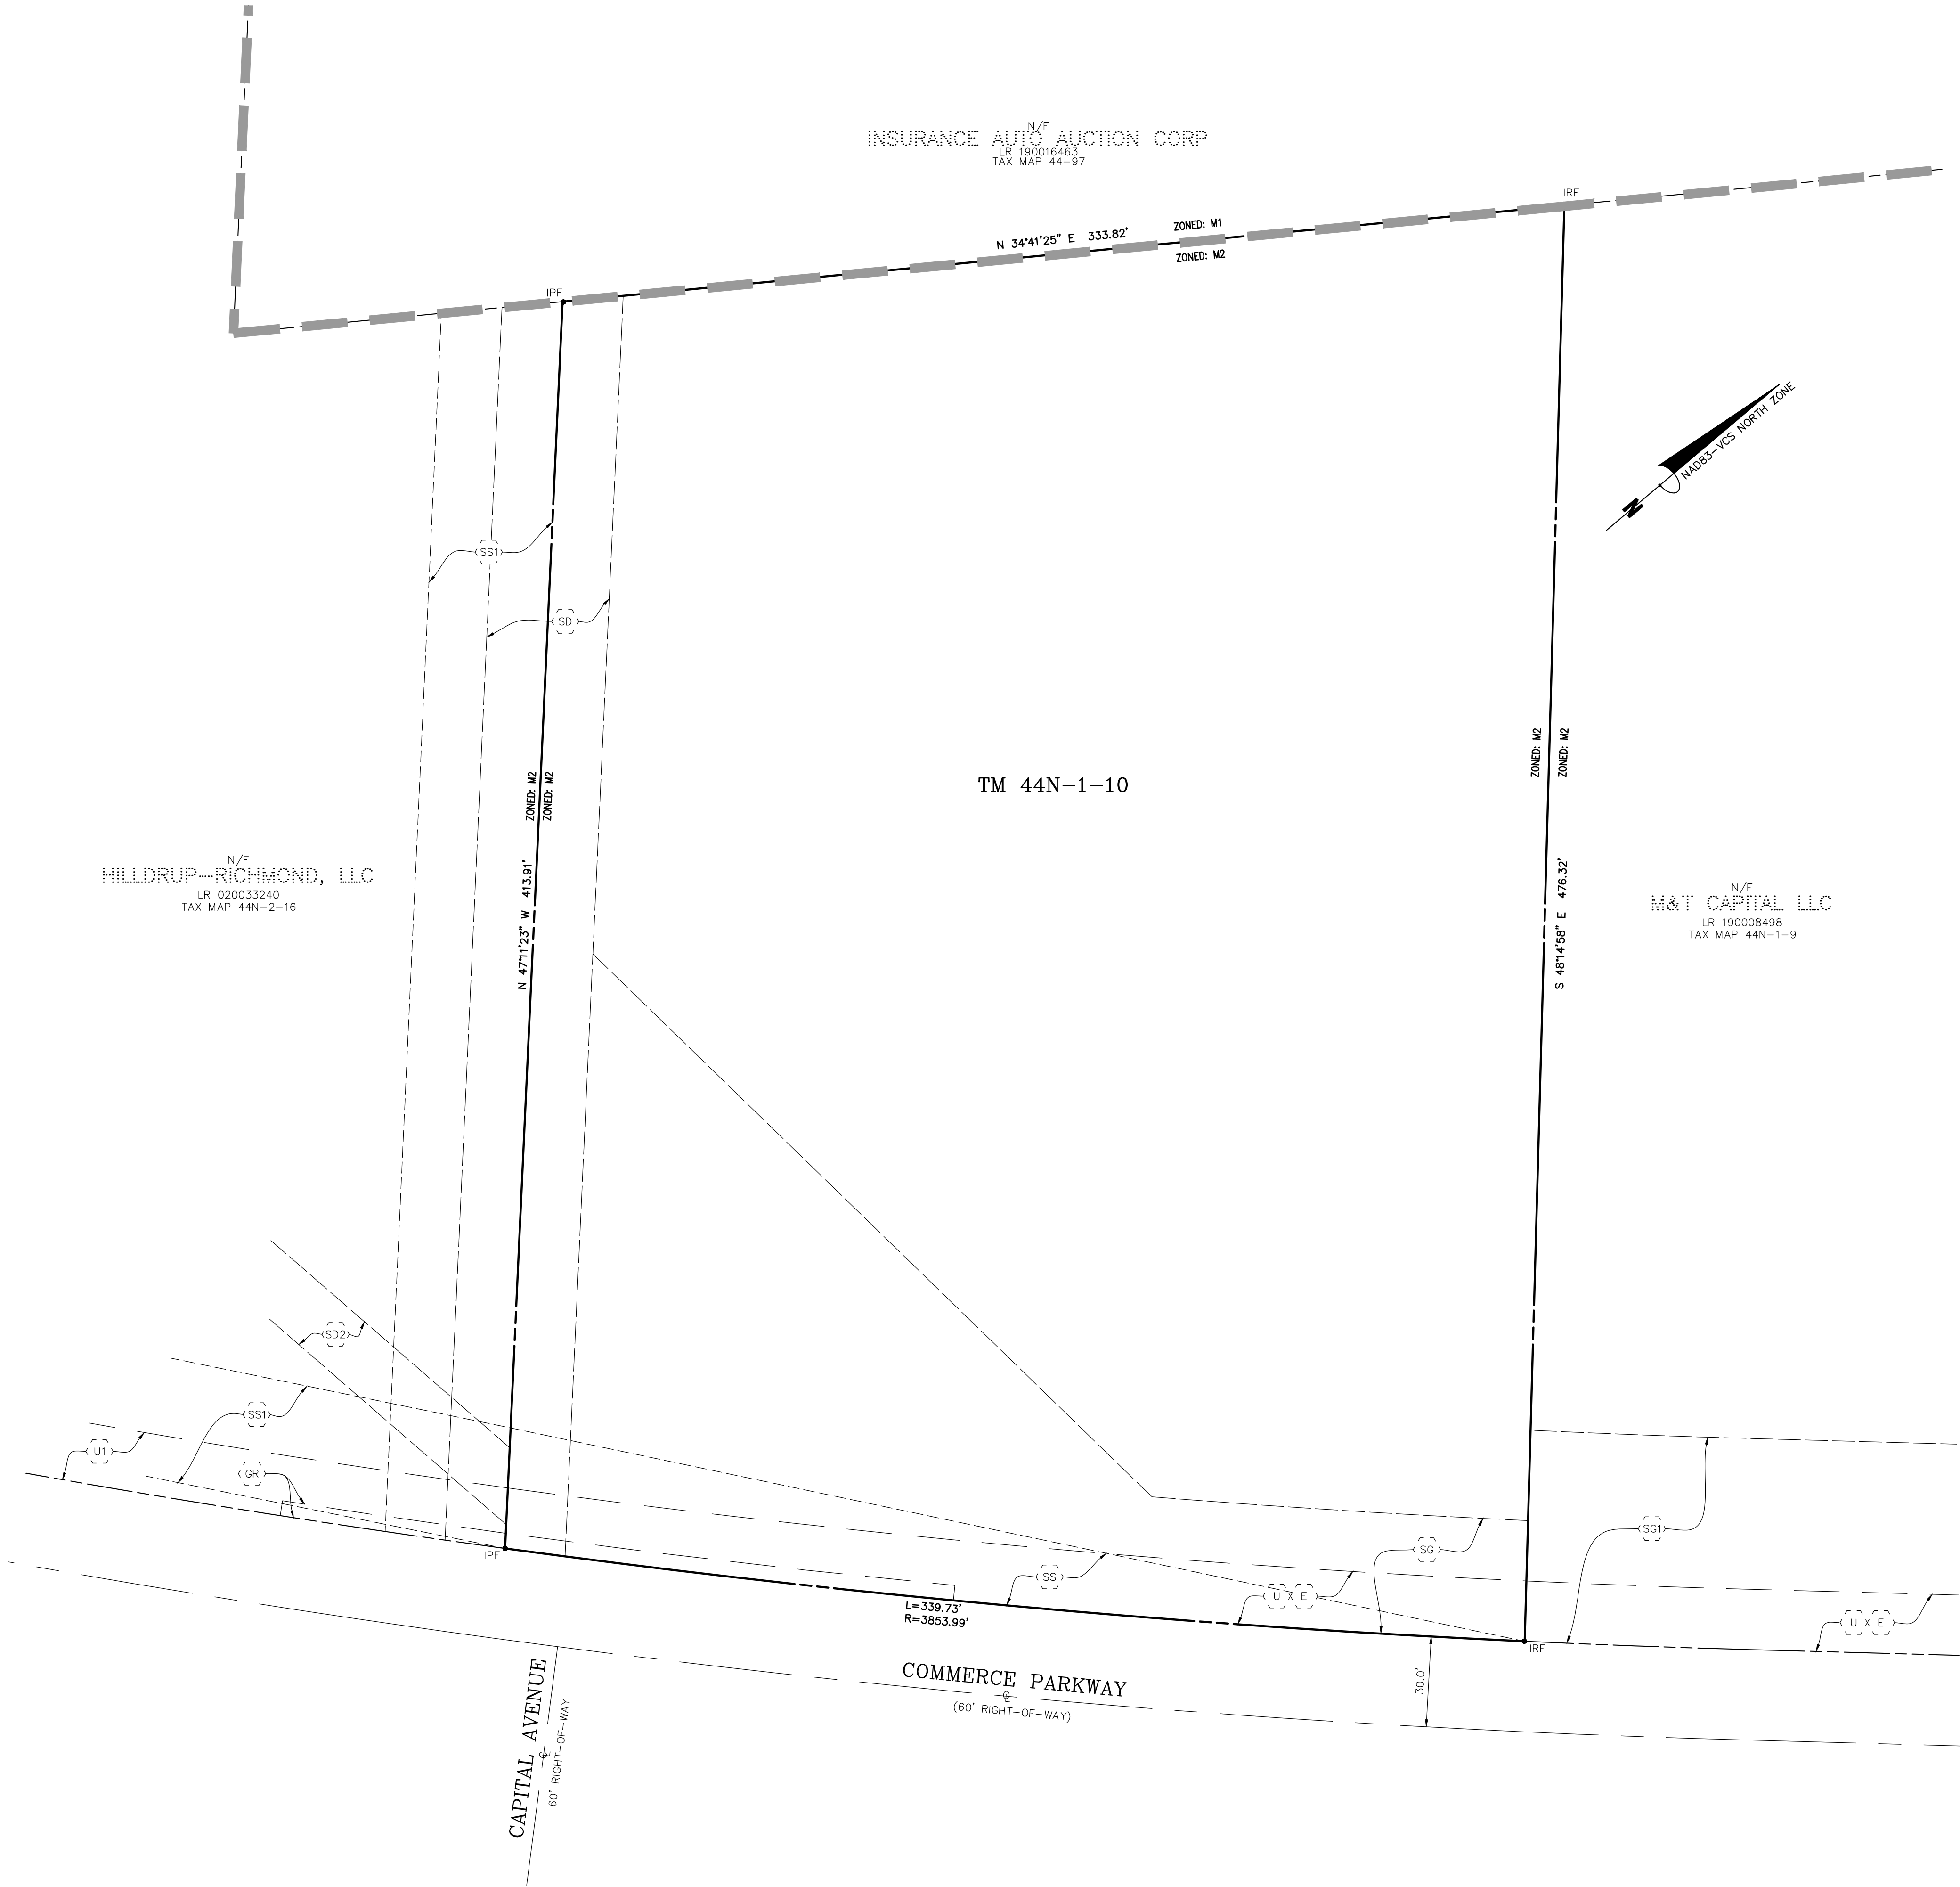 N/F
INSURANCE AUTO AUCTION CORP
LR 190016463
TAX MAP 44-97
IRF
N 34°41'25" E 333.82'
ZONED: M1
ZONED: M2
IPF
NAD83-VCS NORTH ZONE
N
SS1
SD
ZONED: M2
ZONED: M2
ZONED: M2
ZONED: M2
TM 44N-1-10
N/F
HILLDRUP-RICHMOND, LLC
LR 020033240
TAX MAP 44N-2-16
N 47°11'23" W 413.91'
S 48°14'58" E 476.32'
N/F
M&T CAPITAL LLC
LR 190008498
TAX MAP 44N-1-9
SD2
SS1
U1
GR
IPF
SS
U X E
SG
SG1
U X E
L=339.73'
R=3853.99'
IRF
30.0'
COMMERCE PARKWAY
(60' RIGHT-OF-WAY)
CAPITAL AVENUE
60' RIGHT-OF-WAY